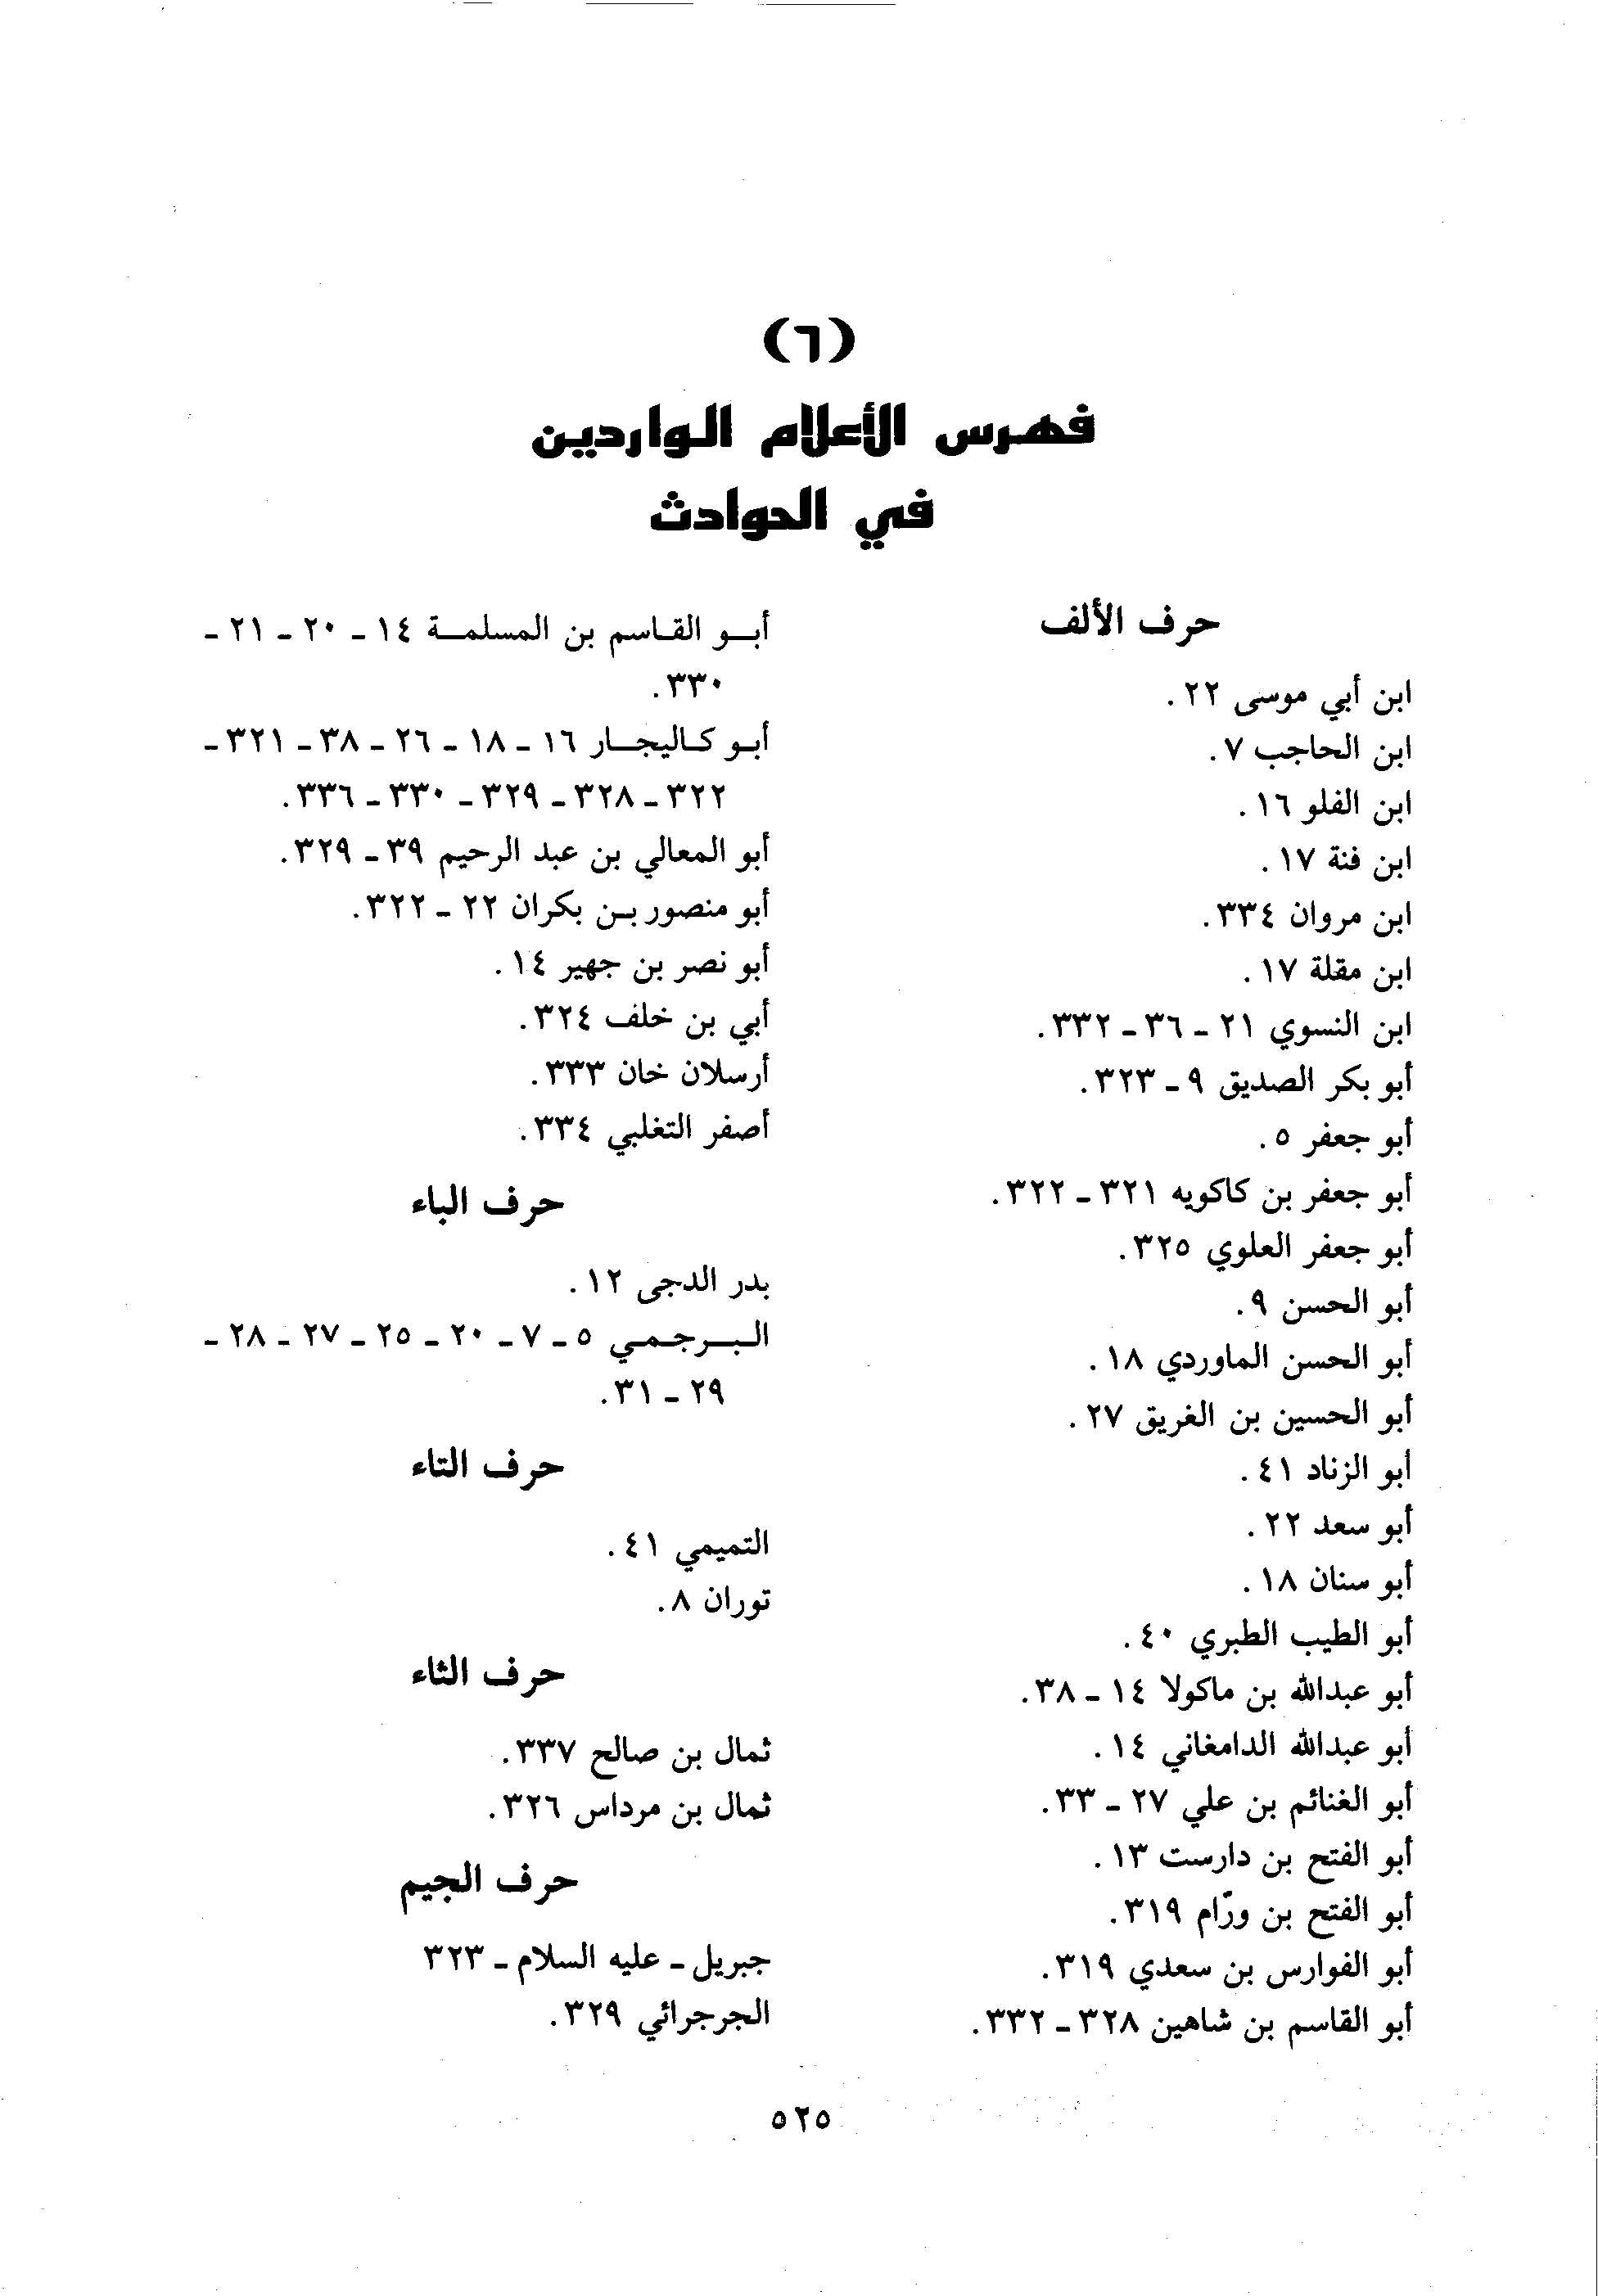 (٦)
فهرس الأعلام الواردين
في الحوادث
حرف الألف
ابن أبي موسى ٢٢.
ابن الحاجب ٧.
ابن الفلو ١٦.
ابن فنة ١٧.
ابن مروان ٣٣٤.
ابن مقلة ١٧.
ابن النسوي ٢١ - ٣٦ - ٣٣٢.
أبو بكر الصديق ٩ - ٣٢٣.
أبو جعفر ٥.
أبو جعفر بن كاكويه ٣٢١ - ٣٢٢.
أبو جعفر العلوي ٣٢٥.
أبو الحسن ٩.
أبو الحسن الماوردي ١٨.
أبو الحسين بن الغريق ٢٧.
أبو الزناد ٤١.
أبو سعد ٢٢.
أبو سنان ١٨.
أبو الطيب الطبري ٤٠.
أبو عبدالله بن ماكولا ١٤ - ٣٨.
أبو عبدالله الدامغاني ١٤.
أبو الغنائم بن علي ٢٧ - ٣٣.
أبو الفتح بن دارست ١٣.
أبو الفتح بن ورّام ٣١٩.
أبو الفوارس بن سعدي ٣١٩.
أبو القاسم بن شاهين ٣٢٨ - ٣٣٢.
أبو القاسم بن المسلمة ١٤ - ٢٠ - ٢١ -
٣٣٠.
أبو كاليجار ١٦ - ١٨ - ٢٦ - ٣٨ - ٣٢١ -
٣٢٢ - ٣٢٨ - ٣٢٩ - ٣٣٠ - ٣٣٦.
أبو المعالي بن عبد الرحيم ٣٩ - ٣٢٩.
أبو منصور بن بكران ٢٢ - ٣٢٢.
أبو نصر بن جهير ١٤.
أبي بن خلف ٣٢٤.
أرسلان خان ٣٣٣.
أصفر التغلبي ٣٣٤.
حرف الباء
بدر الدجى ١٢.
البرجمي ٥ - ٧ - ٢٠ - ٢٥ - ٢٧ - ٢٨ -
٢٩ - ٣١.
حرف التاء
التميمي ٤١.
توران ٨.
حرف الثاء
ثمال بن صالح ٣٣٧.
ثمال بن مرداس ٣٢٦.
حرف الجيم
جبريل - عليه السلام - ٣٢٣
الجرجرائي ٣٢٩.
٥٢٥